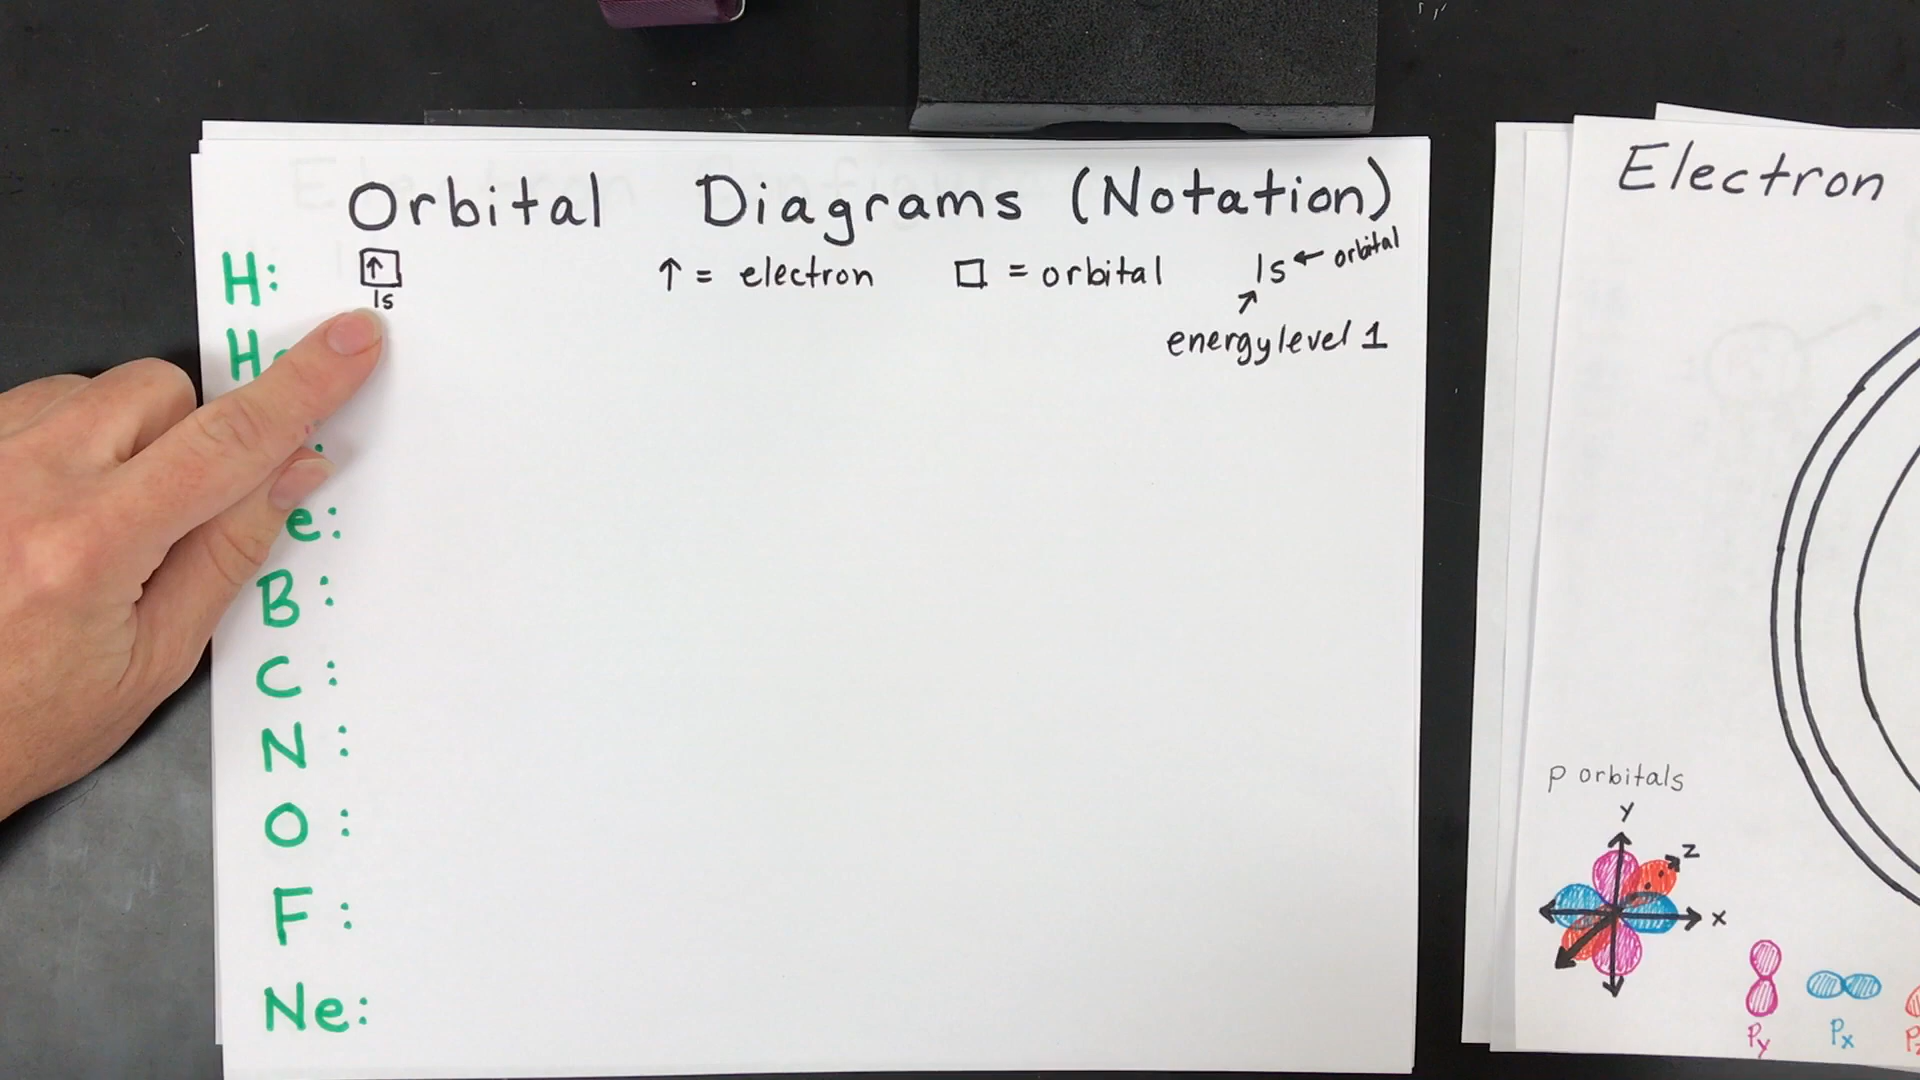 Orbital Diagrams (Notation)
H: ↑ ↑ = electron □ = orbital 1s ← orbital
1s
energy level 1
H
e:
B:
C:
N:
O:
F:
Ne:
Electron
p orbitals
y
z
x
Py Px